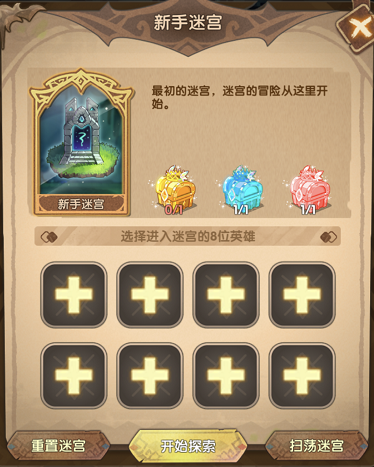 新手迷宫
最初的迷宫，迷宫的冒险从这里开
始。
新手迷宫
0/1
1/1
1/1
选择进入迷宫的8位英雄
重置迷宫
开始探索
扫荡迷宫